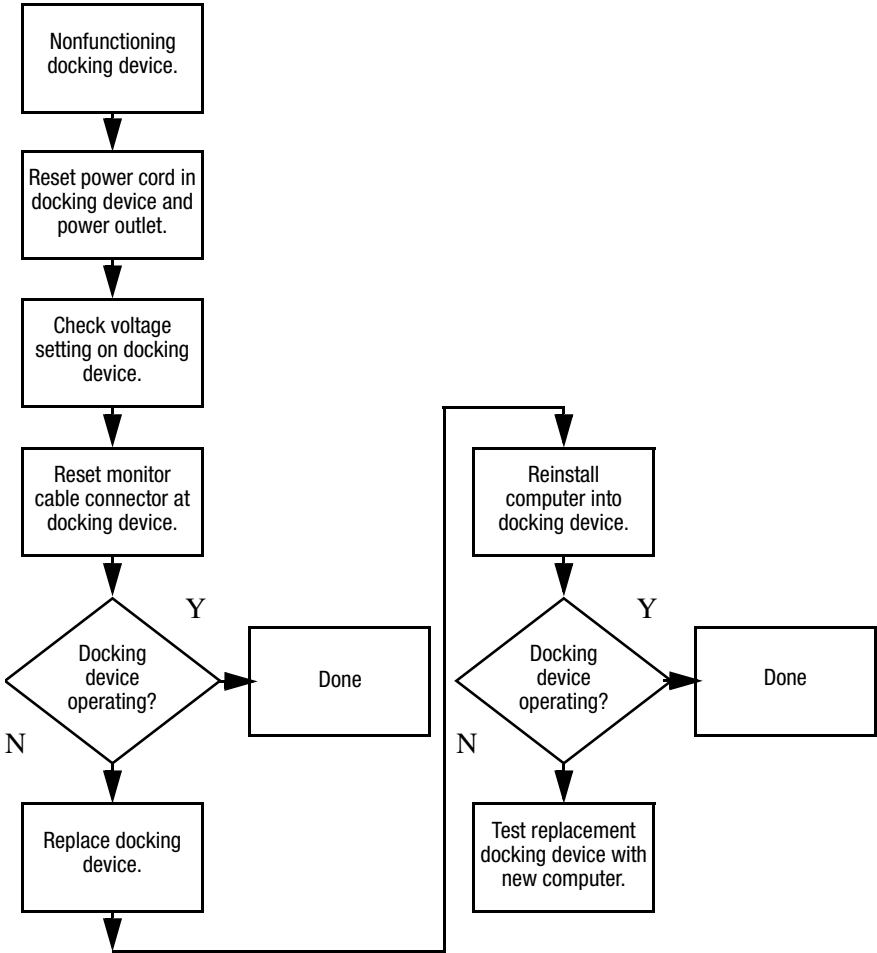 Nonfunctioning
docking device.
Reset power cord in
docking device and
power outlet.
Check voltage
setting on docking
device.
Reset monitor
cable connector at
docking device.
Y
Docking
device
operating?
Done
N
Replace docking
device.
Reinstall
computer into
docking device.
Y
Docking
device
operating?
Done
N
Test replacement
docking device with
new computer.